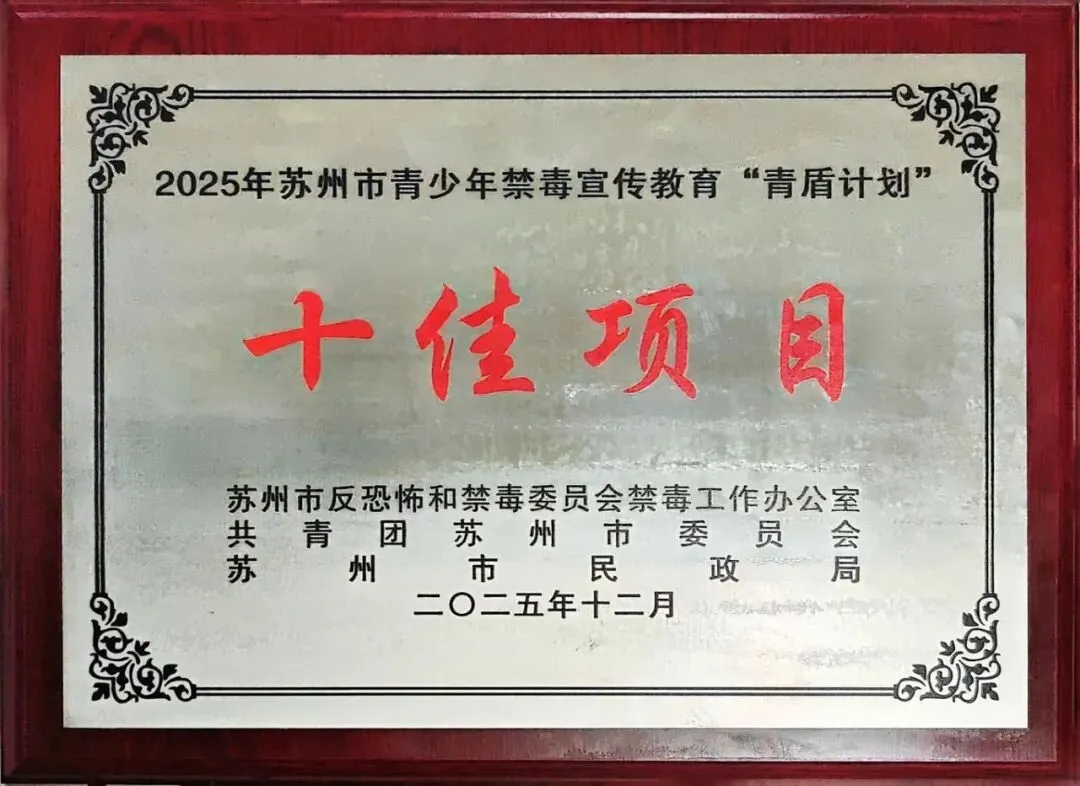 2025年苏州市青少年禁毒宣传教育“青盾计划”
十佳项目
苏州市反恐怖和禁毒委员会禁毒工作办公室
共青团苏州市委员会
苏州市民政局
二〇二五年十二月